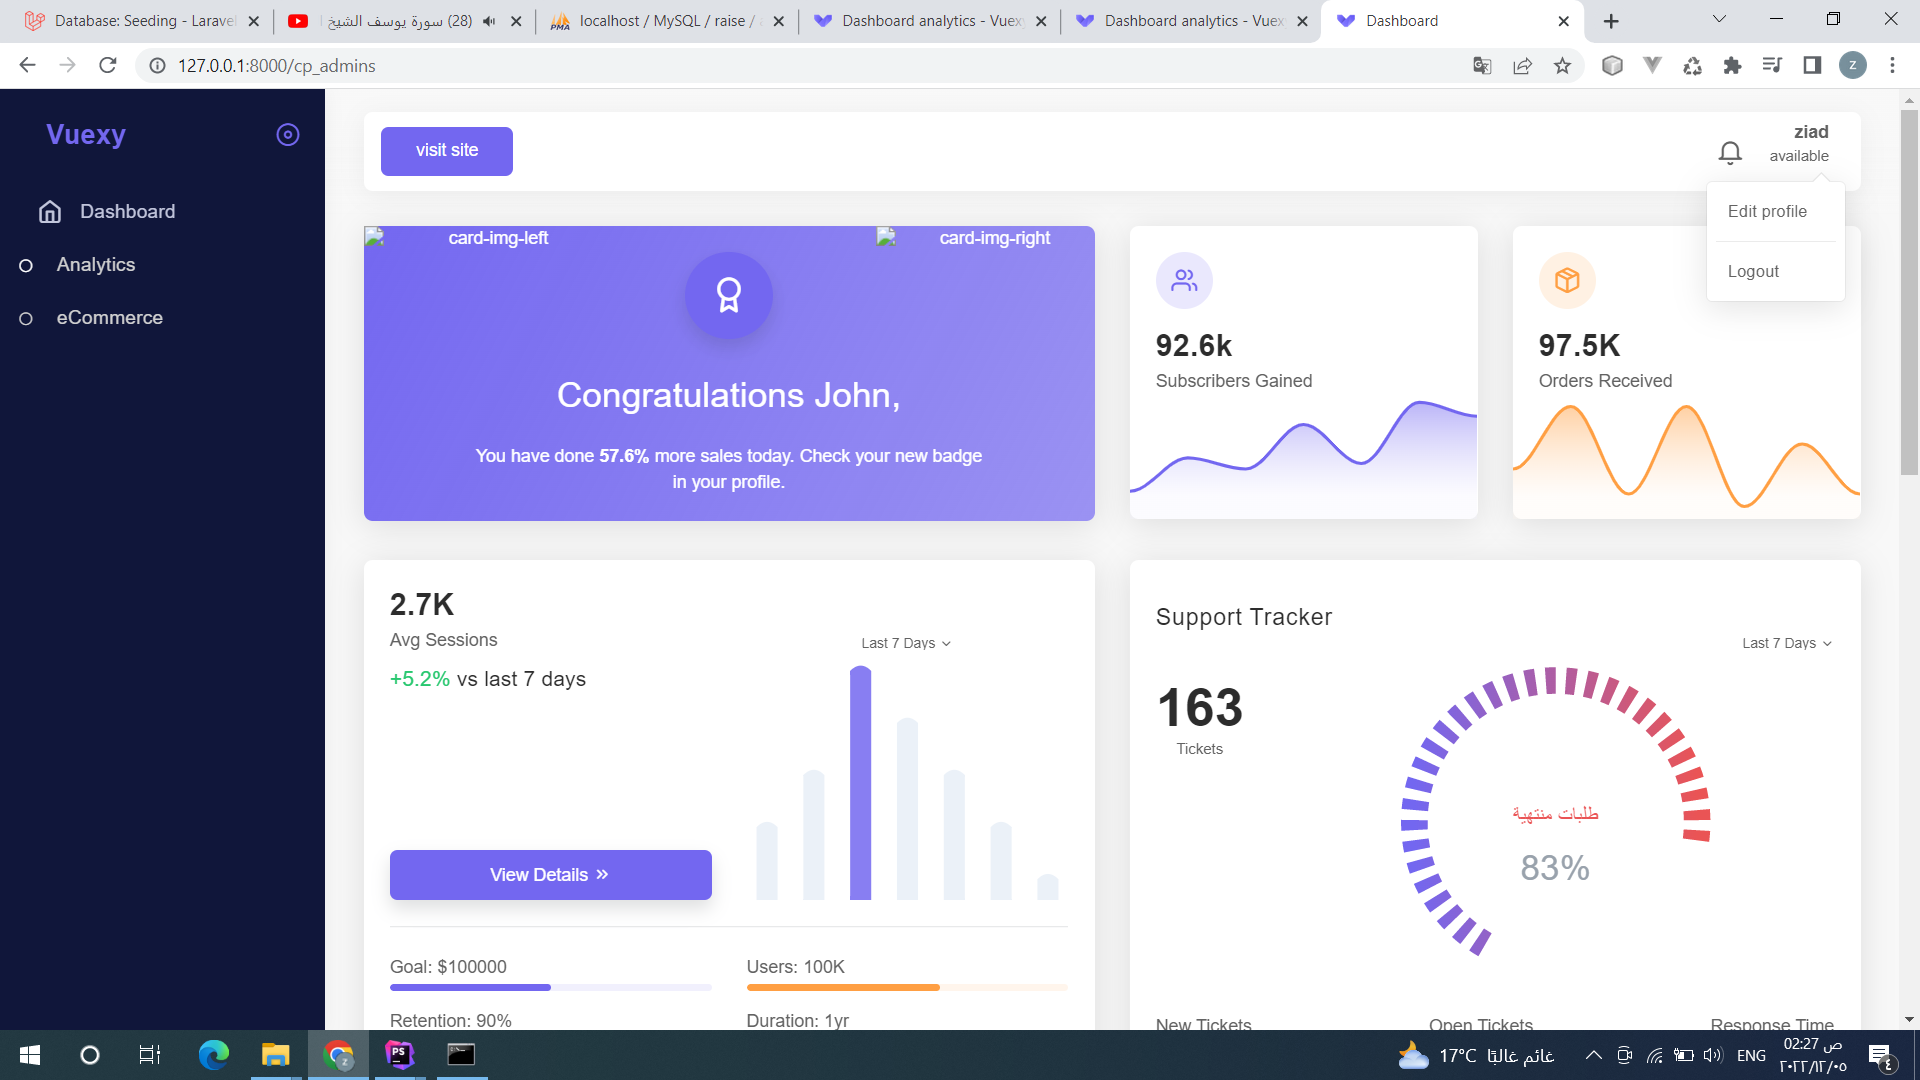 Database: Seeding - Laravel
(28) سورة يوسف الشيخ ا
localhost / MySQL / raise /
Dashboard analytics - Vuexy
Dashboard analytics - Vuex
Dashboard
127.0.0.1:8000/cp_admins
z
Vuexy
Dashboard
Analytics
eCommerce
visit site
ziad
available
Edit profile
Logout
card-img-left
card-img-right
Congratulations John,
You have done 57.6% more sales today. Check your new badge
in your profile.
92.6k
Subscribers Gained
97.5K
Orders Received
2.7K
Avg Sessions
Last 7 Days
+5.2% vs last 7 days
View Details
Goal: $100000
Users: 100K
Retention: 90%
Duration: 1yr
Support Tracker
Last 7 Days
163
Tickets
طلبات منتهية
83%
New Tickets
Open Tickets
Response Time
17°C غائم غالبًا
ENG
02:27 ص
٢٠٢٢/١٢/٠٥
٤